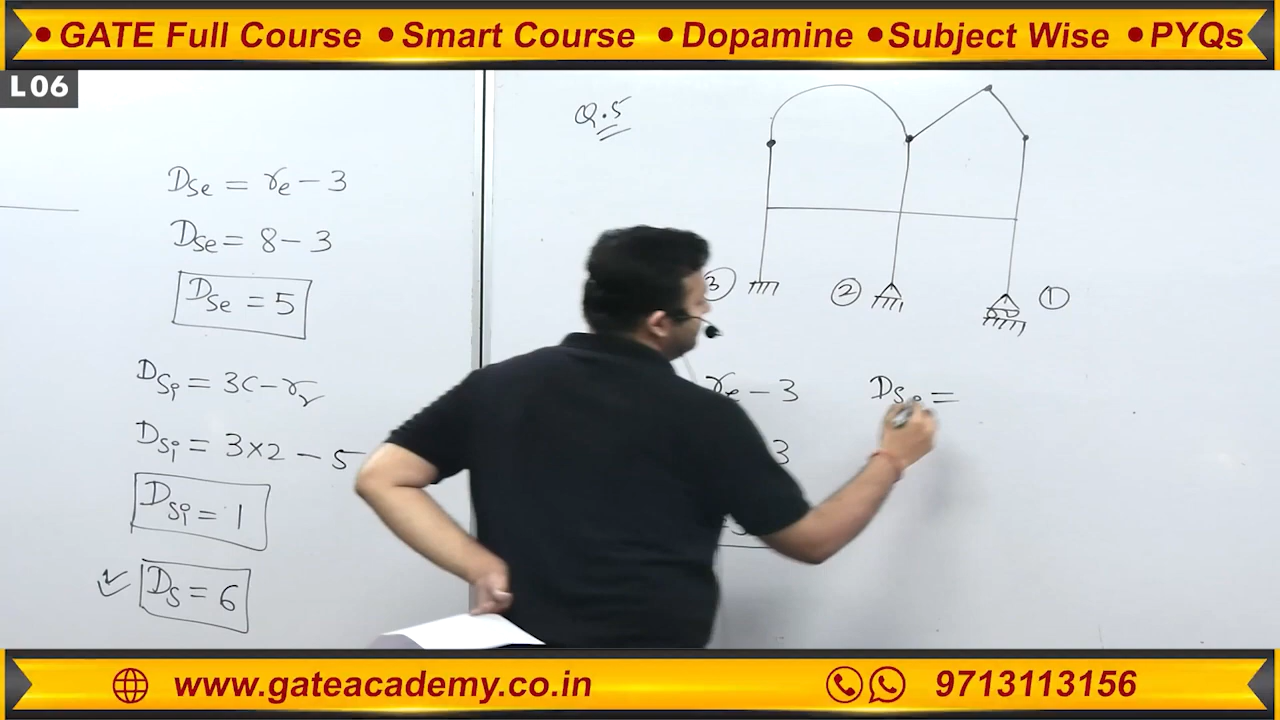 • GATE Full Course • Smart Course • Dopamine • Subject Wise • PYQs
L 06
Dse = re - 3
Dse = 8 - 3
Dse = 5
Dsi = 3C - rr
Dsi = 3×2 - 5
Dsi = 1
Ds = 6
Q.5
3
2
1
re - 3
3
Dsi =
www.gateacademy.co.in
9713113156